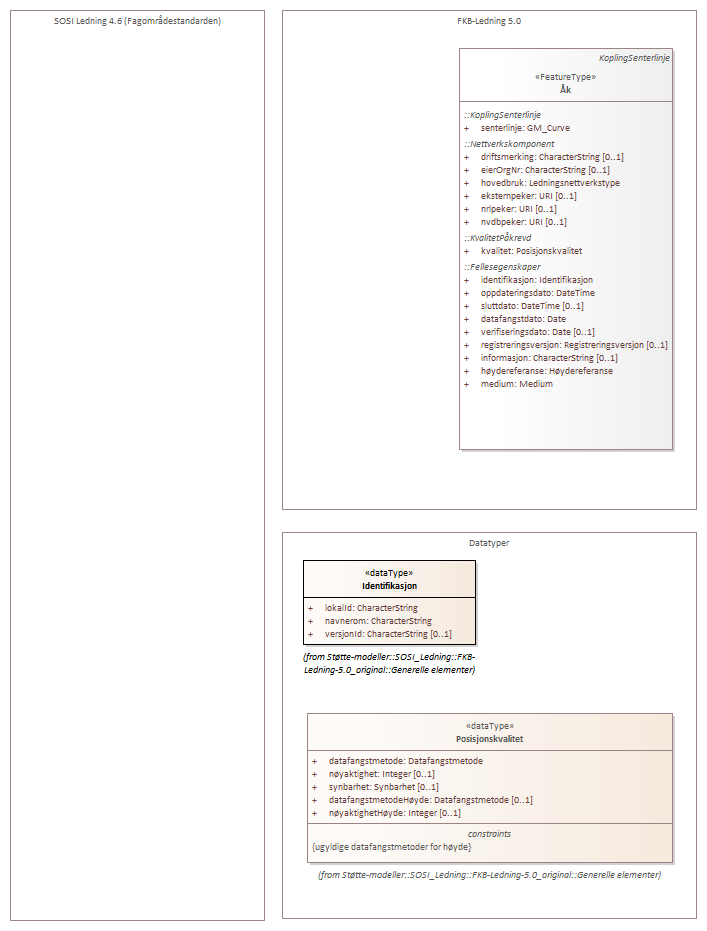 SOSI Ledning 4.6 (Fagområdestandarden)
FKB-Ledning 5.0
KoplingSenterlinje
«FeatureType»
Åk
::KoplingSenterlinje
+ senterlinje: GM_Curve
::Nettverkskomponent
+ driftsmerking: CharacterString [0..1]
+ eierOrgNr: CharacterString [0..1]
+ hovedbruk: Ledningsnettverkstype
+ eksternpeker: URI [0..1]
+ nrlpeker: URI [0..1]
+ nvdbpeker: URI [0..1]
::KvalitetPåkrevd
+ kvalitet: Posisjonskvalitet
::Fellesegenskaper
+ identifikasjon: Identifikasjon
+ oppdateringsdato: DateTime
+ sluttdato: DateTime [0..1]
+ datafangstdato: Date
+ verifiseringsdato: Date [0..1]
+ registreringsversjon: Registreringsversjon [0..1]
+ informasjon: CharacterString [0..1]
+ høydereferanse: Høydereferanse
+ medium: Medium
Datatyper
«dataType»
Identifikasjon
+ lokalId: CharacterString
+ navnerom: CharacterString
+ versjonId: CharacterString [0..1]
(from Støtte-modeller::SOSI_Ledning::FKB-
Ledning-5.0_original::Generelle elementer)
«dataType»
Posisjonskvalitet
+ datafangstmetode: Datafangstmetode
+ nøyaktighet: Integer [0..1]
+ synbarhet: Synbarhet [0..1]
+ datafangstmetodeHøyde: Datafangstmetode [0..1]
+ nøyaktighetHøyde: Integer [0..1]
constraints
{ugyidige datafangstmetoder for høyde}
(from Støtte-modeller::SOSI_Ledning::FKB-Ledning-5.0_original::Generelle elementer)